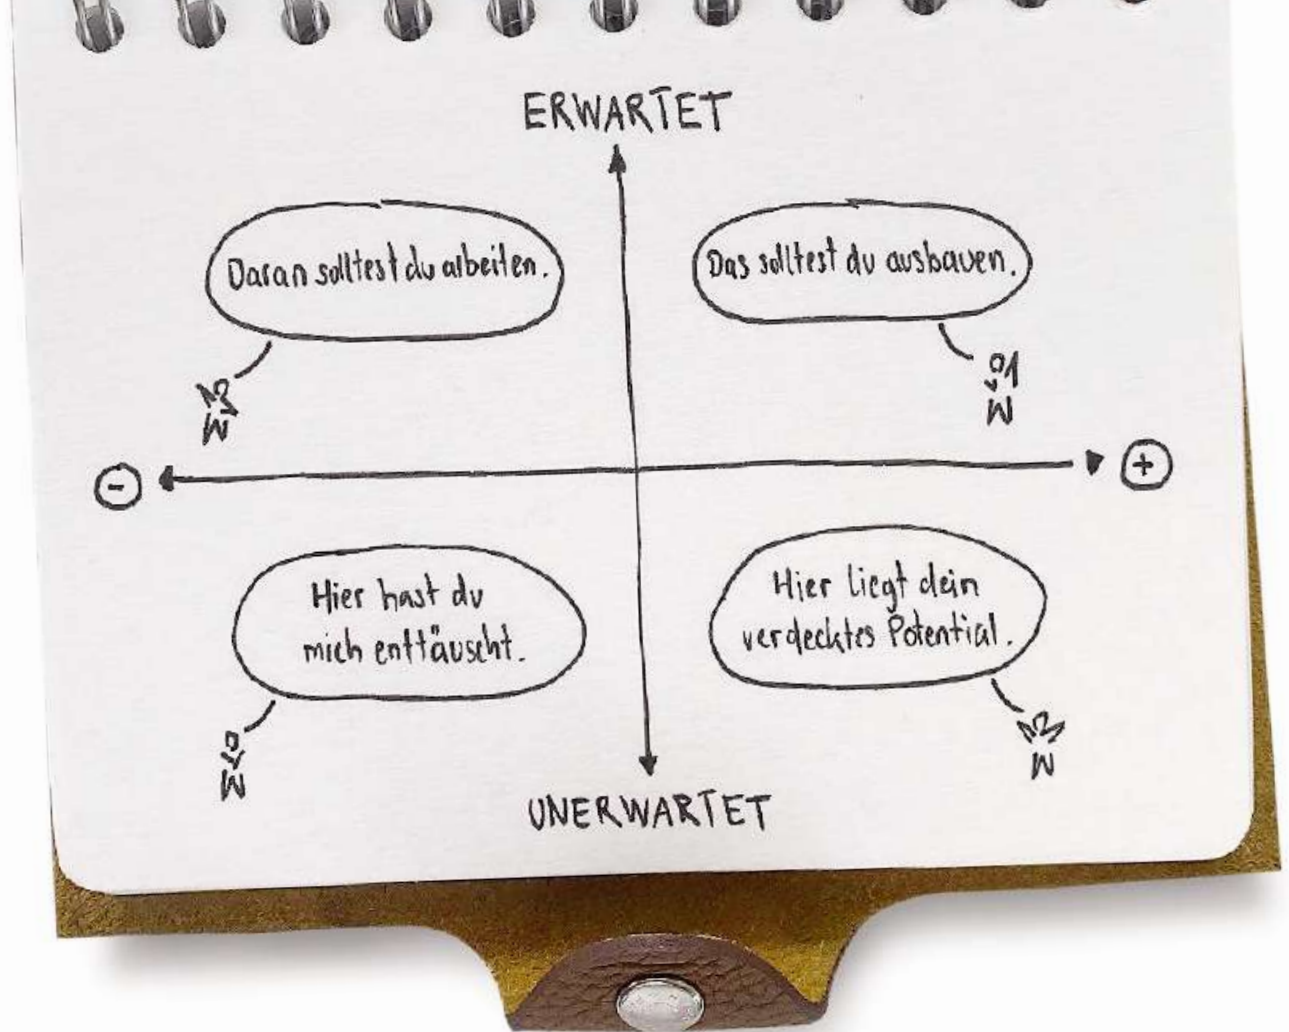 ERWARTET
Daran solltest du arbeiten.
Das solltest du ausbauen.
-
+
Hier hast du
mich enttäuscht.
Hier liegt dein
verdecktes Potential.
UNERWARTET